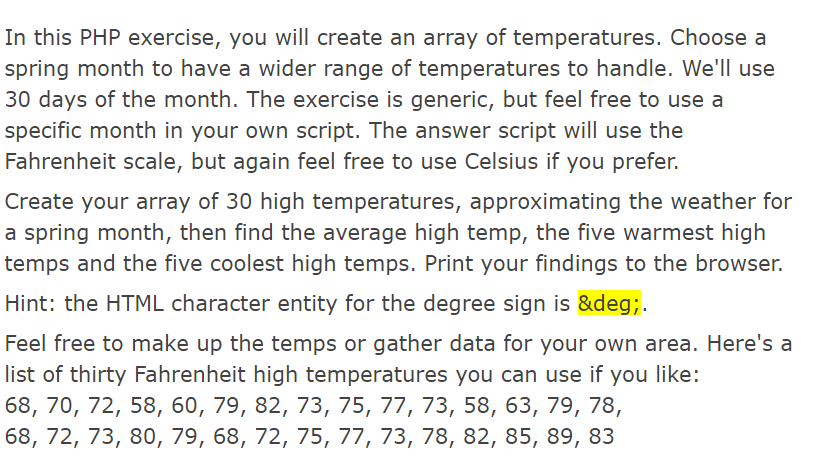 In this PHP exercise, you will create an array of temperatures. Choose a
spring month to have a wider range of temperatures to handle. We'll use
30 days of the month. The exercise is generic, but feel free to use a
specific month in your own script. The answer script will use the
Fahrenheit scale, but again feel free to use Celsius if you prefer.
Create your array of 30 high temperatures, approximating the weather for
a spring month, then find the average high temp, the five warmest high
temps and the five coolest high temps. Print your findings to the browser.
Hint: the HTML character entity for the degree sign is &deg;.
Feel free to make up the temps or gather data for your own area. Here's a
list of thirty Fahrenheit high temperatures you can use if you like:
68, 70, 72, 58, 60, 79, 82, 73, 75, 77, 73, 58, 63, 79, 78,
68, 72, 73, 80, 79, 68, 72, 75, 77, 73, 78, 82, 85, 89, 83